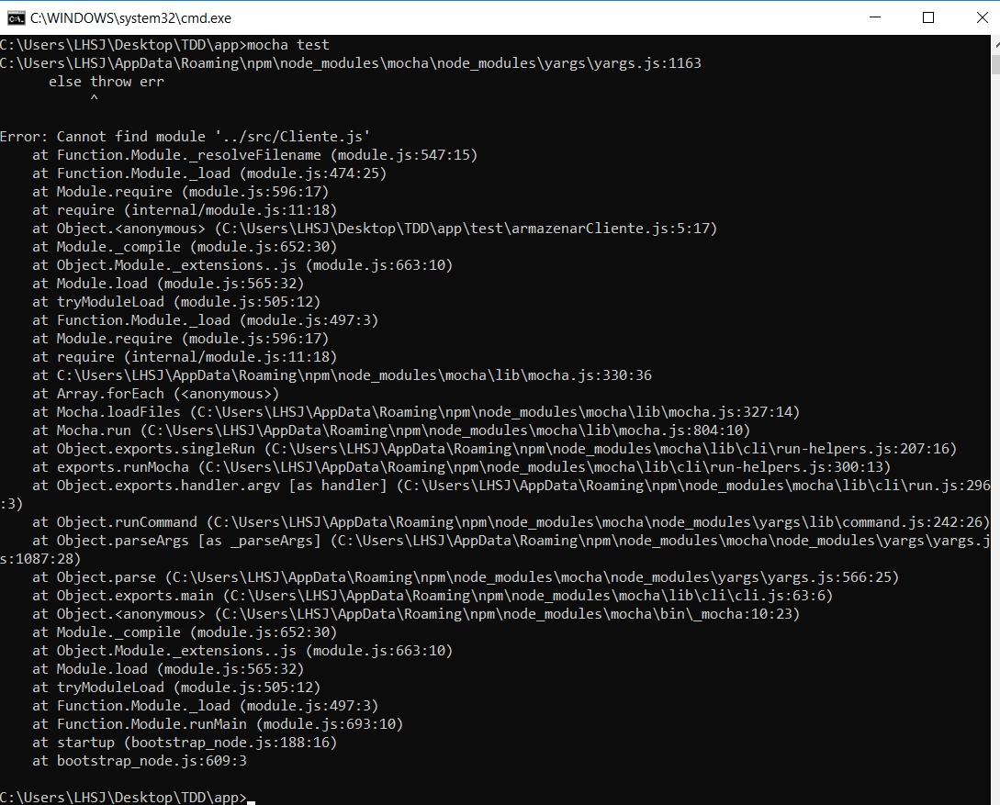 C:\WINDOWS\system32\cmd.exe
C:\Users\LHSJ\Desktop\TDD\app>mocha test
C:\Users\LHSJ\AppData\Roaming\npm\node_modules\mocha\node_modules\yargs\yargs.js:1163
      else throw err
           ^

Error: Cannot find module '../src/Cliente.js'
    at Function.Module._resolveFilename (module.js:547:15)
    at Function.Module._load (module.js:474:25)
    at Module.require (module.js:596:17)
    at require (internal/module.js:11:18)
    at Object.<anonymous> (C:\Users\LHSJ\Desktop\TDD\app\test\armazenarCliente.js:5:17)
    at Module._compile (module.js:652:30)
    at Object.Module._extensions..js (module.js:663:10)
    at Module.load (module.js:565:32)
    at tryModuleLoad (module.js:505:12)
    at Function.Module._load (module.js:497:3)
    at Module.require (module.js:596:17)
    at require (internal/module.js:11:18)
    at C:\Users\LHSJ\AppData\Roaming\npm\node_modules\mocha\lib\mocha.js:330:36
    at Array.forEach (<anonymous>)
    at Mocha.loadFiles (C:\Users\LHSJ\AppData\Roaming\npm\node_modules\mocha\lib\mocha.js:327:14)
    at Mocha.run (C:\Users\LHSJ\AppData\Roaming\npm\node_modules\mocha\lib\mocha.js:804:10)
    at Object.exports.singleRun (C:\Users\LHSJ\AppData\Roaming\npm\node_modules\mocha\lib\cli\run-helpers.js:207:16)
    at exports.runMocha (C:\Users\LHSJ\AppData\Roaming\npm\node_modules\mocha\lib\cli\run-helpers.js:300:13)
    at Object.exports.handler.argv [as handler] (C:\Users\LHSJ\AppData\Roaming\npm\node_modules\mocha\lib\cli\run.js:296
:3)
    at Object.runCommand (C:\Users\LHSJ\AppData\Roaming\npm\node_modules\mocha\node_modules\yargs\lib\command.js:242:26)
    at Object.parseArgs [as _parseArgs] (C:\Users\LHSJ\AppData\Roaming\npm\node_modules\mocha\node_modules\yargs\yargs.j
s:1087:28)
    at Object.parse (C:\Users\LHSJ\AppData\Roaming\npm\node_modules\mocha\node_modules\yargs\yargs.js:566:25)
    at Object.exports.main (C:\Users\LHSJ\AppData\Roaming\npm\node_modules\mocha\lib\cli\cli.js:63:6)
    at Object.<anonymous> (C:\Users\LHSJ\AppData\Roaming\npm\node_modules\mocha\bin\_mocha:10:23)
    at Module._compile (module.js:652:30)
    at Object.Module._extensions..js (module.js:663:10)
    at Module.load (module.js:565:32)
    at tryModuleLoad (module.js:505:12)
    at Function.Module._load (module.js:497:3)
    at Function.Module.runMain (module.js:693:10)
    at startup (bootstrap_node.js:188:16)
    at bootstrap_node.js:609:3

C:\Users\LHSJ\Desktop\TDD\app>